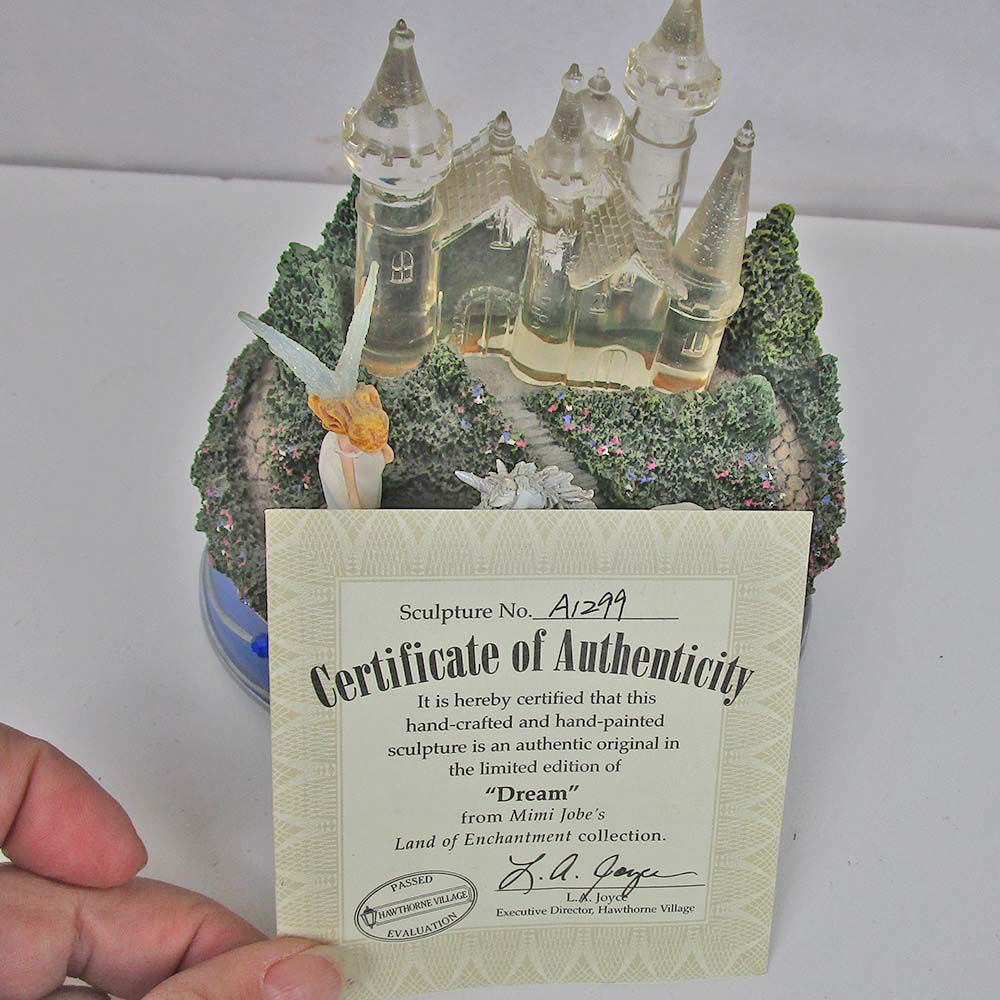 Sculpture No. A1299
Certificate of Authenticity
It is hereby certified that this
hand-crafted and hand-painted
sculpture is an authentic original in
the limited edition of
"Dream"
from Mimi Jobe's
Land of Enchantment collection.
L. A. Joyce
L.A. Joyce
Executive Director, Hawthorne Village
PASSED
HAWTHORNE VILLAGE
EVALUATION